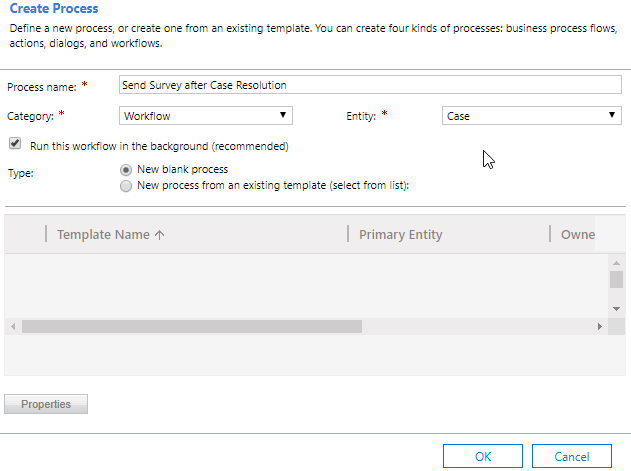 Create Process
Define a new process, or create one from an existing template. You can create four kinds of processes: business process flows,
actions, dialogs, and workflows.
Process name: * Send Survey after Case Resolution
Category: * Workflow Entity: * Case
Run this workflow in the background (recommended)
Type: New blank process
New process from an existing template (select from list):
Template Name Primary Entity Owne
Properties
OK Cancel